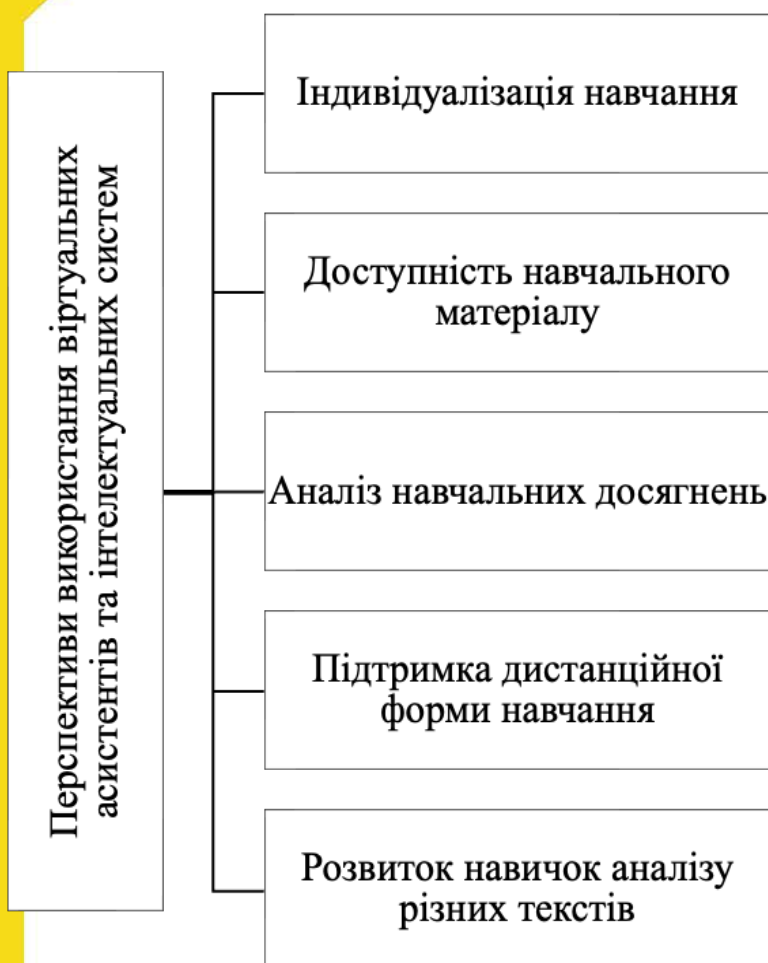 Перспективи використання віртуальних
асистентів та інтелектуальних систем
Індивідуалізація навчання
Доступність навчального
матеріалу
Аналіз навчальних досягнень
Підтримка дистанційної
форми навчання
Розвиток навичок аналізу
різних текстів